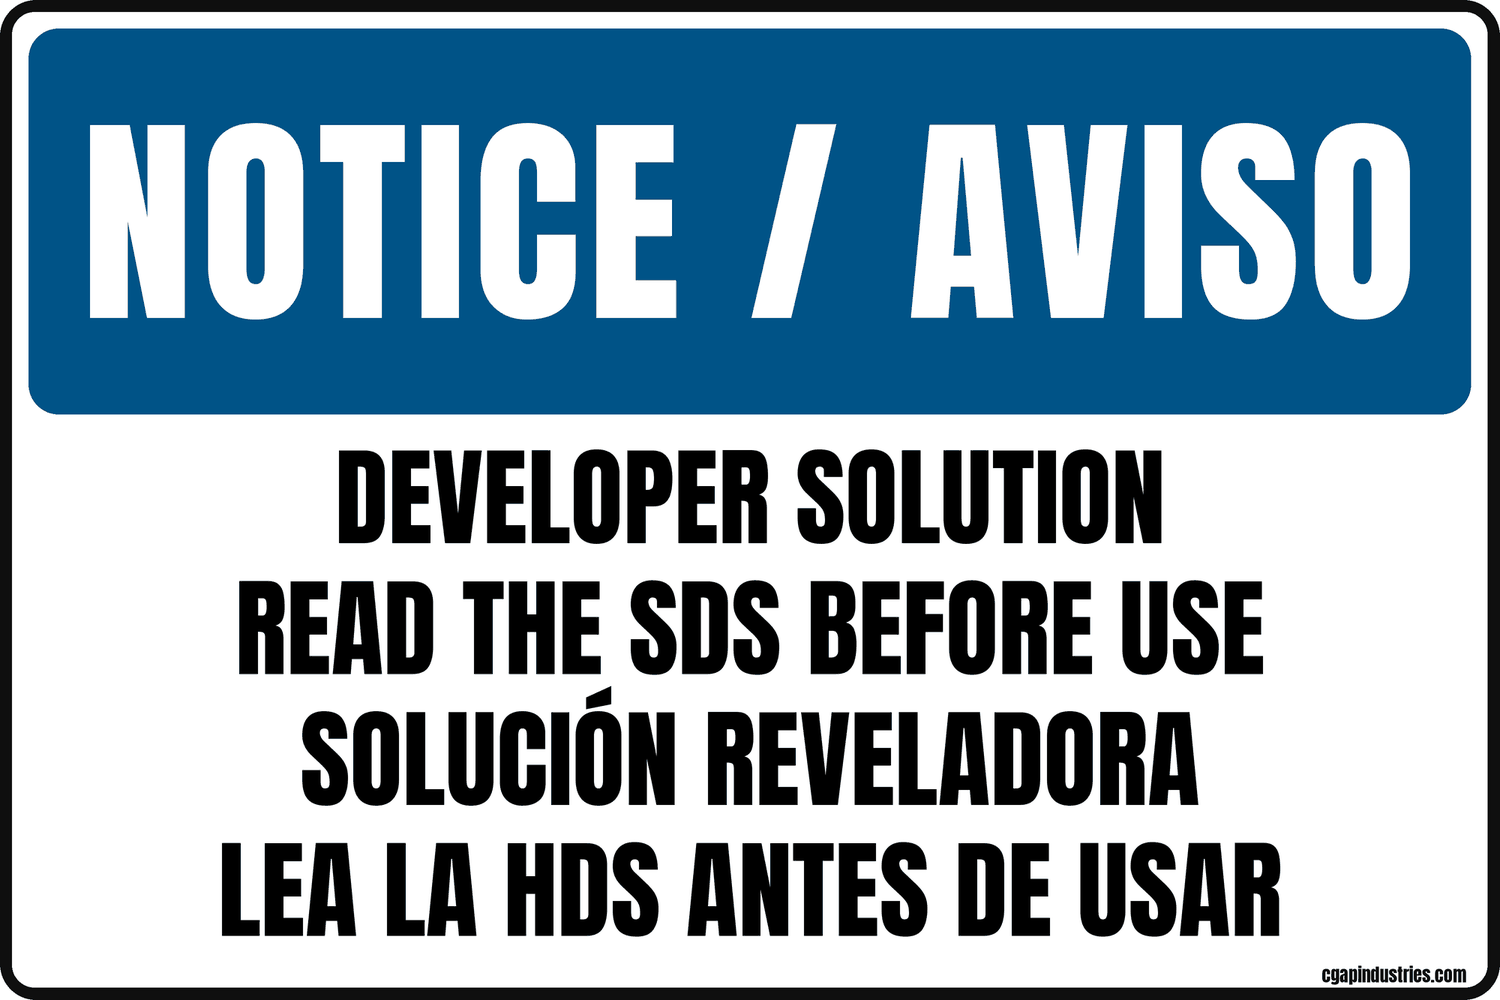 NOTICE / AVISO
DEVELOPER SOLUTION
READ THE SDS BEFORE USE
SOLUCIÓN REVELADORA
LEA LA HDS ANTES DE USAR
cgapindustries.com